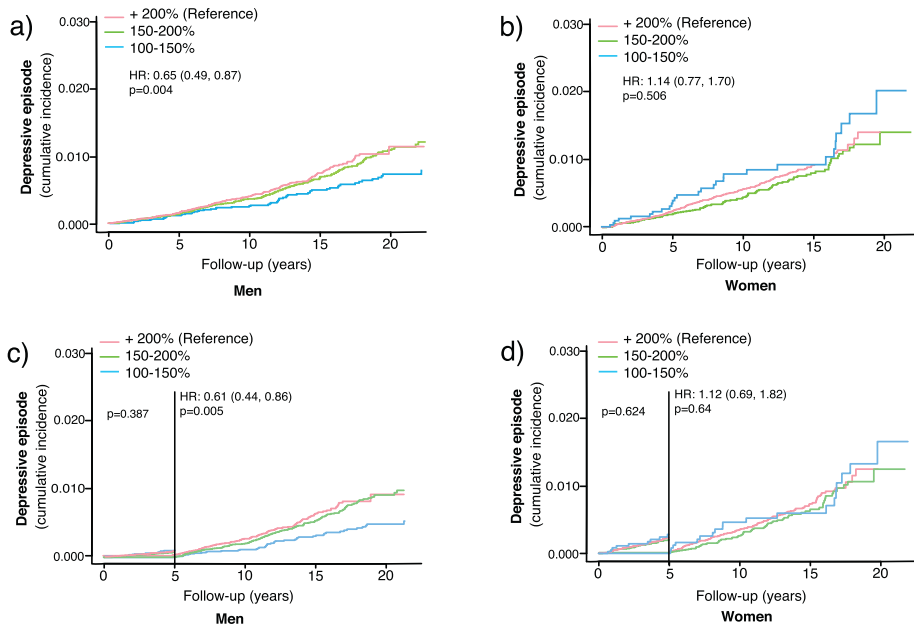 a)
+ 200% (Reference)
150-200%
100-150%
HR: 0.65 (0.49, 0.87)
p=0.004
Depressive episode
(cumulative incidence)
0.030
0.020
0.010
0.000
0 5 10 15 20
Follow-up (years)
Men
b)
+ 200% (Reference)
150-200%
100-150%
HR: 1.14 (0.77, 1.70)
p=0.506
Depressive episode
(cumulative incidence)
0.030
0.020
0.010
0.000
0 5 10 15 20
Follow-up (years)
Women
c)
+ 200% (Reference)
150-200%
100-150%
p=0.387
HR: 0.61 (0.44, 0.86)
p=0.005
Depressive episode
(cumulative incidence)
0.030
0.020
0.010
0.000
0 5 10 15 20
Follow-up (years)
Men
d)
+ 200% (Reference)
150-200%
100-150%
p=0.624
HR: 1.12 (0.69, 1.82)
p=0.64
Depressive episode
(cumulative incidence)
0.030
0.020
0.010
0.000
0 5 10 15 20
Follow-up (years)
Women